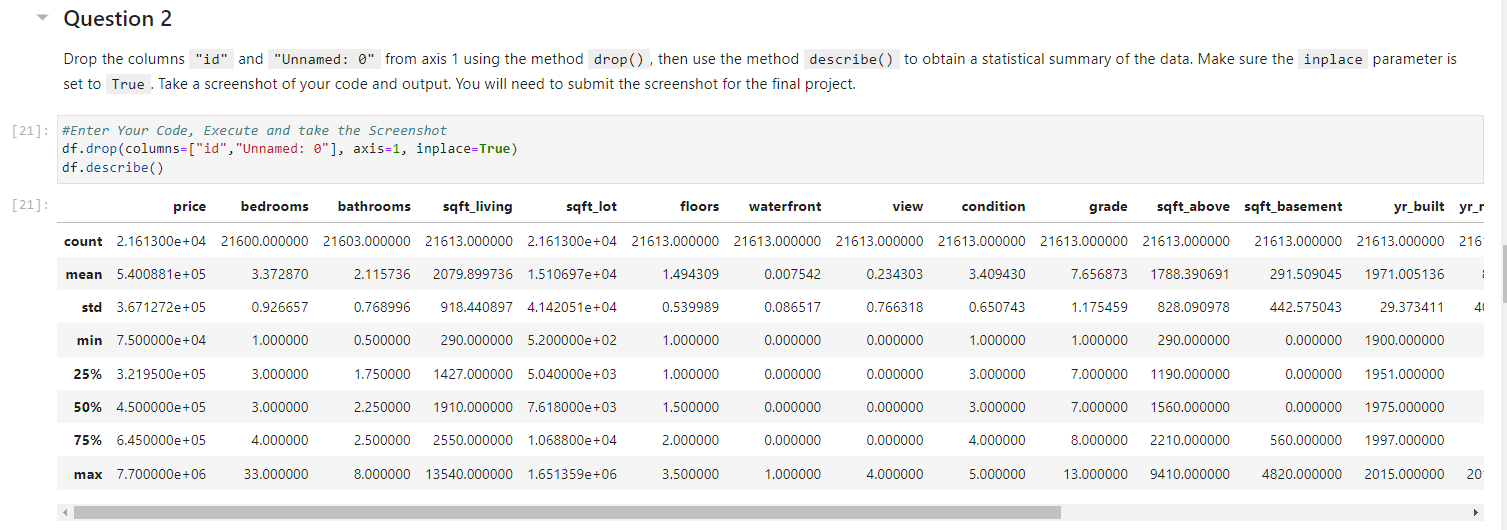 Question 2
Drop the columns "id" and "Unnamed: 0" from axis 1 using the method drop(), then use the method describe() to obtain a statistical summary of the data. Make sure the inplace parameter is
set to True. Take a screenshot of your code and output. You will need to submit the screenshot for the final project.
[21]: #Enter Your Code, Execute and take the Screenshot
df.drop(columns=["id","Unnamed: 0"], axis=1, inplace=True)
df.describe()
[21]: price bedrooms bathrooms sqft_living sqft_lot floors waterfront view condition grade sqft_above sqft_basement yr_built yr_r
count 2.161300e+04 21600.000000 21603.000000 21613.000000 2.161300e+04 21613.000000 21613.000000 21613.000000 21613.000000 21613.000000 21613.000000 21613.000000 21613.000000 216
mean 5.400881e+05 3.372870 2.115736 2079.899736 1.510697e+04 1.494309 0.007542 0.234303 3.409430 7.656873 1788.390691 291.509045 1971.005136
std 3.671272e+05 0.926657 0.768996 918.440897 4.142051e+04 0.539989 0.086517 0.766318 0.650743 1.175459 828.090978 442.575043 29.373411
min 7.500000e+04 1.000000 0.500000 290.000000 5.200000e+02 1.000000 0.000000 0.000000 1.000000 1.000000 290.000000 0.000000 1900.000000
25% 3.219500e+05 3.000000 1.750000 1427.000000 5.040000e+03 1.000000 0.000000 0.000000 3.000000 7.000000 1190.000000 0.000000 1951.000000
50% 4.500000e+05 3.000000 2.250000 1910.000000 7.618000e+03 1.500000 0.000000 0.000000 3.000000 7.000000 1560.000000 0.000000 1975.000000
75% 6.450000e+05 4.000000 2.500000 2550.000000 1.068800e+04 2.000000 0.000000 0.000000 4.000000 8.000000 2210.000000 560.000000 1997.000000
max 7.700000e+06 33.000000 8.000000 13540.000000 1.651359e+06 3.500000 1.000000 4.000000 5.000000 13.000000 9410.000000 4820.000000 2015.000000 20